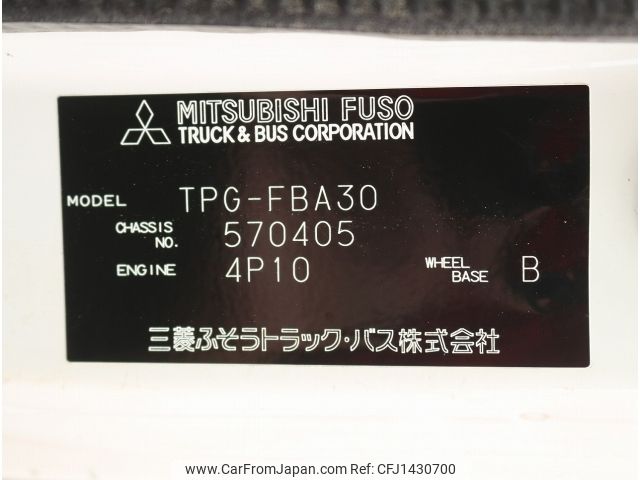 MITSUBISHI FUSO
TRUCK & BUS CORPORATION
MODEL TPG-FBA30
CHASSIS NO. 570405
ENGINE 4P10 WHEEL BASE B
三菱ふそうトラック・バス株式会社
www.CarFromJapan.com CFJ1430700